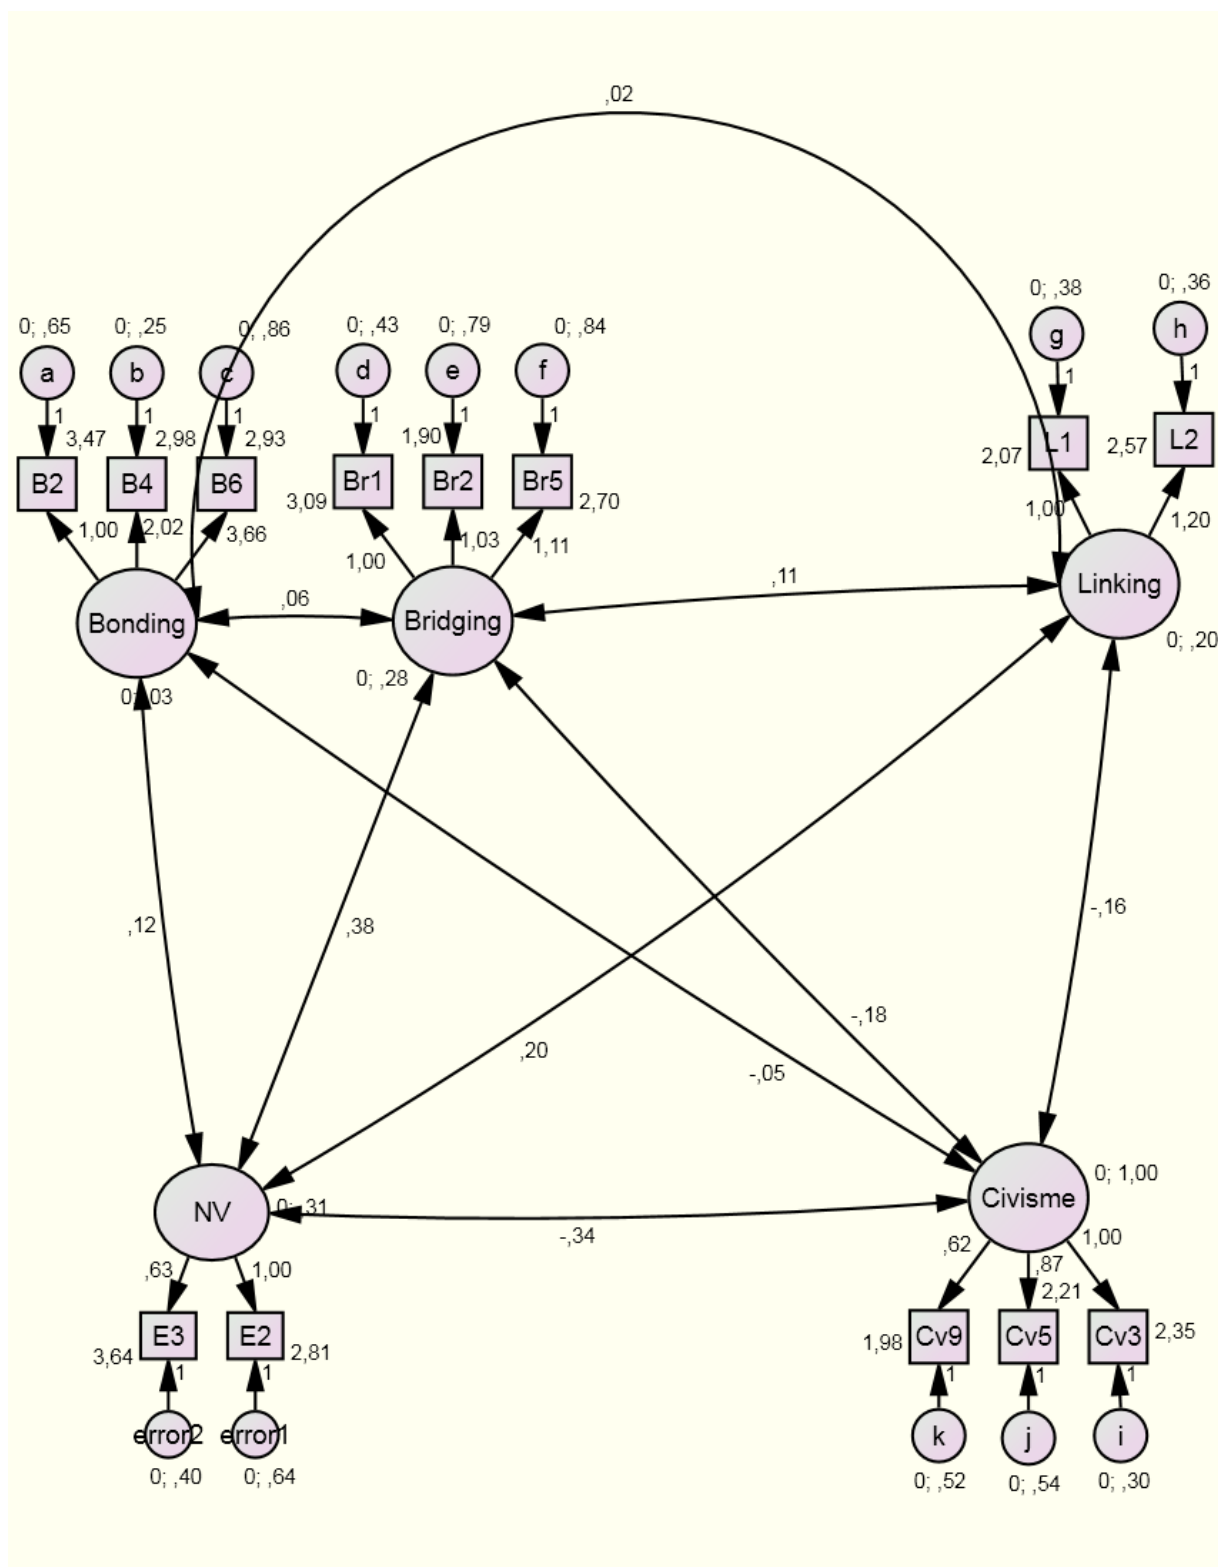 ,02
0; ,38
0; ,36
g
h
0; ,65
0; ,25
0; ,86
0; ,43
0; ,79
0; ,84
a
b
c
d
e
f
1
1
1
1
1
1
1
1
3,47
2,98
2,93
1,90
2,07
L1
2,57
L2
B2
B4
B6
Br1
Br2
Br5
3,09
2,70
1,00
2,02
3,66
1,00
1,03
1,11
1,00
1,20
,06
,11
Bonding
Bridging
Linking
0; ,03
0; ,28
0; ,20
,12
,38
-,16
,20
-,18
-,05
NV
0; ,31
-,34
Civisme
0; 1,00
,63
1,00
,62
,87
1,00
2,21
E3
E2
Cv9
Cv5
Cv3
3,64
2,81
1,98
2,35
1
1
1
1
1
error2
error1
k
j
i
0; ,40
0; ,64
0; ,52
0; ,54
0; ,30